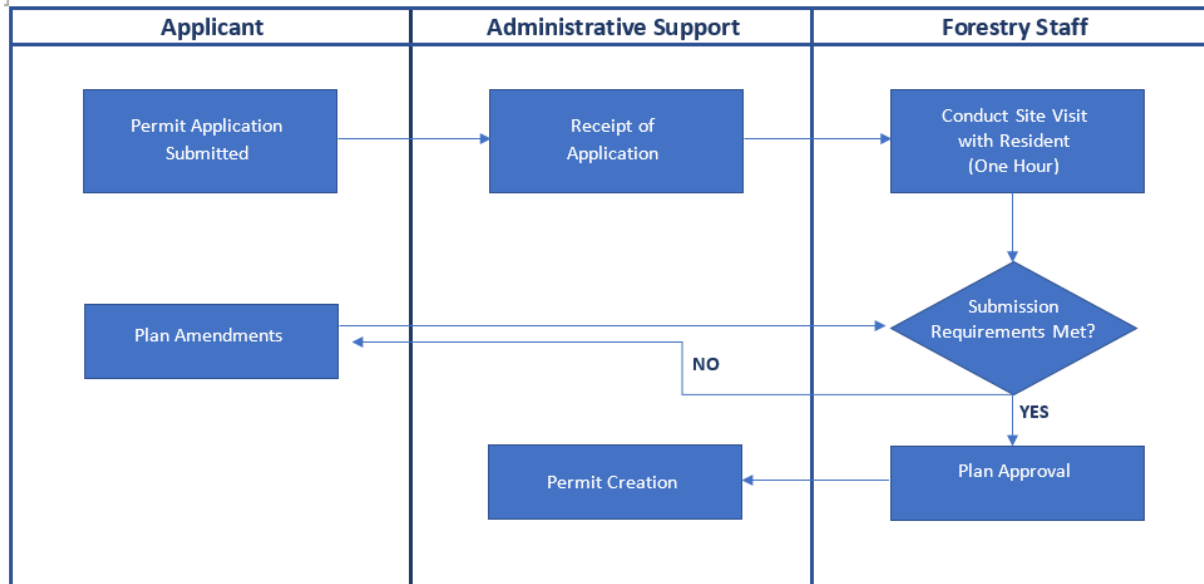 Applicant
Administrative Support
Forestry Staff
Permit Application
Submitted
Receipt of
Application
Conduct Site Visit
with Resident
(One Hour)
Submission
Requirements Met?
Plan Amendments
NO
YES
Permit Creation
Plan Approval